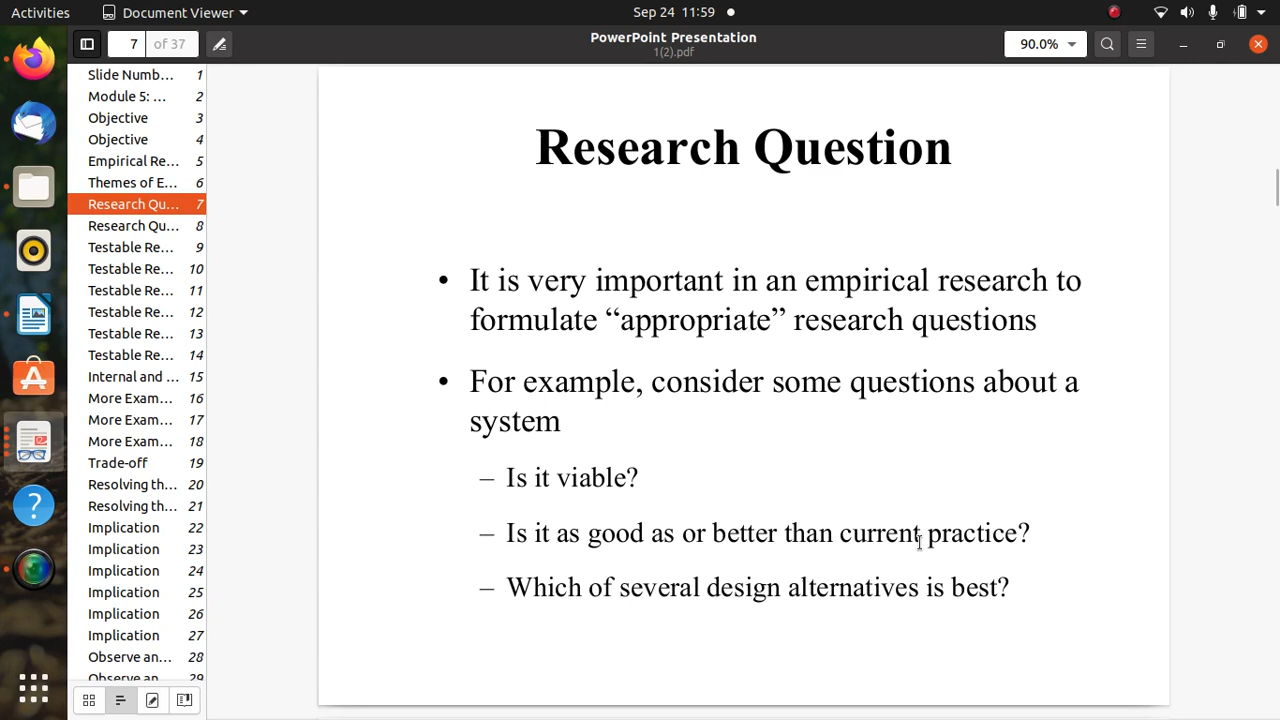 Activities
Document Viewer
Sep 24 11:59
7
of 37
PowerPoint Presentation
1(2).pdf
90.0%
Slide Numb... 1
Module 5: ... 2
Objective 3
Objective 4
Empirical Re... 5
Themes of E... 6
Research Qu... 7
Research Qu... 8
Testable Re... 9
Testable Re... 10
Testable Re... 11
Testable Re... 12
Testable Re... 13
Testable Re... 14
Internal and ... 15
More Exam... 16
More Exam... 17
More Exam... 18
Trade-off 19
Resolving th... 20
Resolving th... 21
Implication 22
Implication 23
Implication 24
Implication 25
Implication 26
Implication 27
Observe an... 28
Observe an... 29
Research Question
• It is very important in an empirical research to
formulate “appropriate” research questions
• For example, consider some questions about a
system
– Is it viable?
– Is it as good as or better than current practice?
– Which of several design alternatives is best?